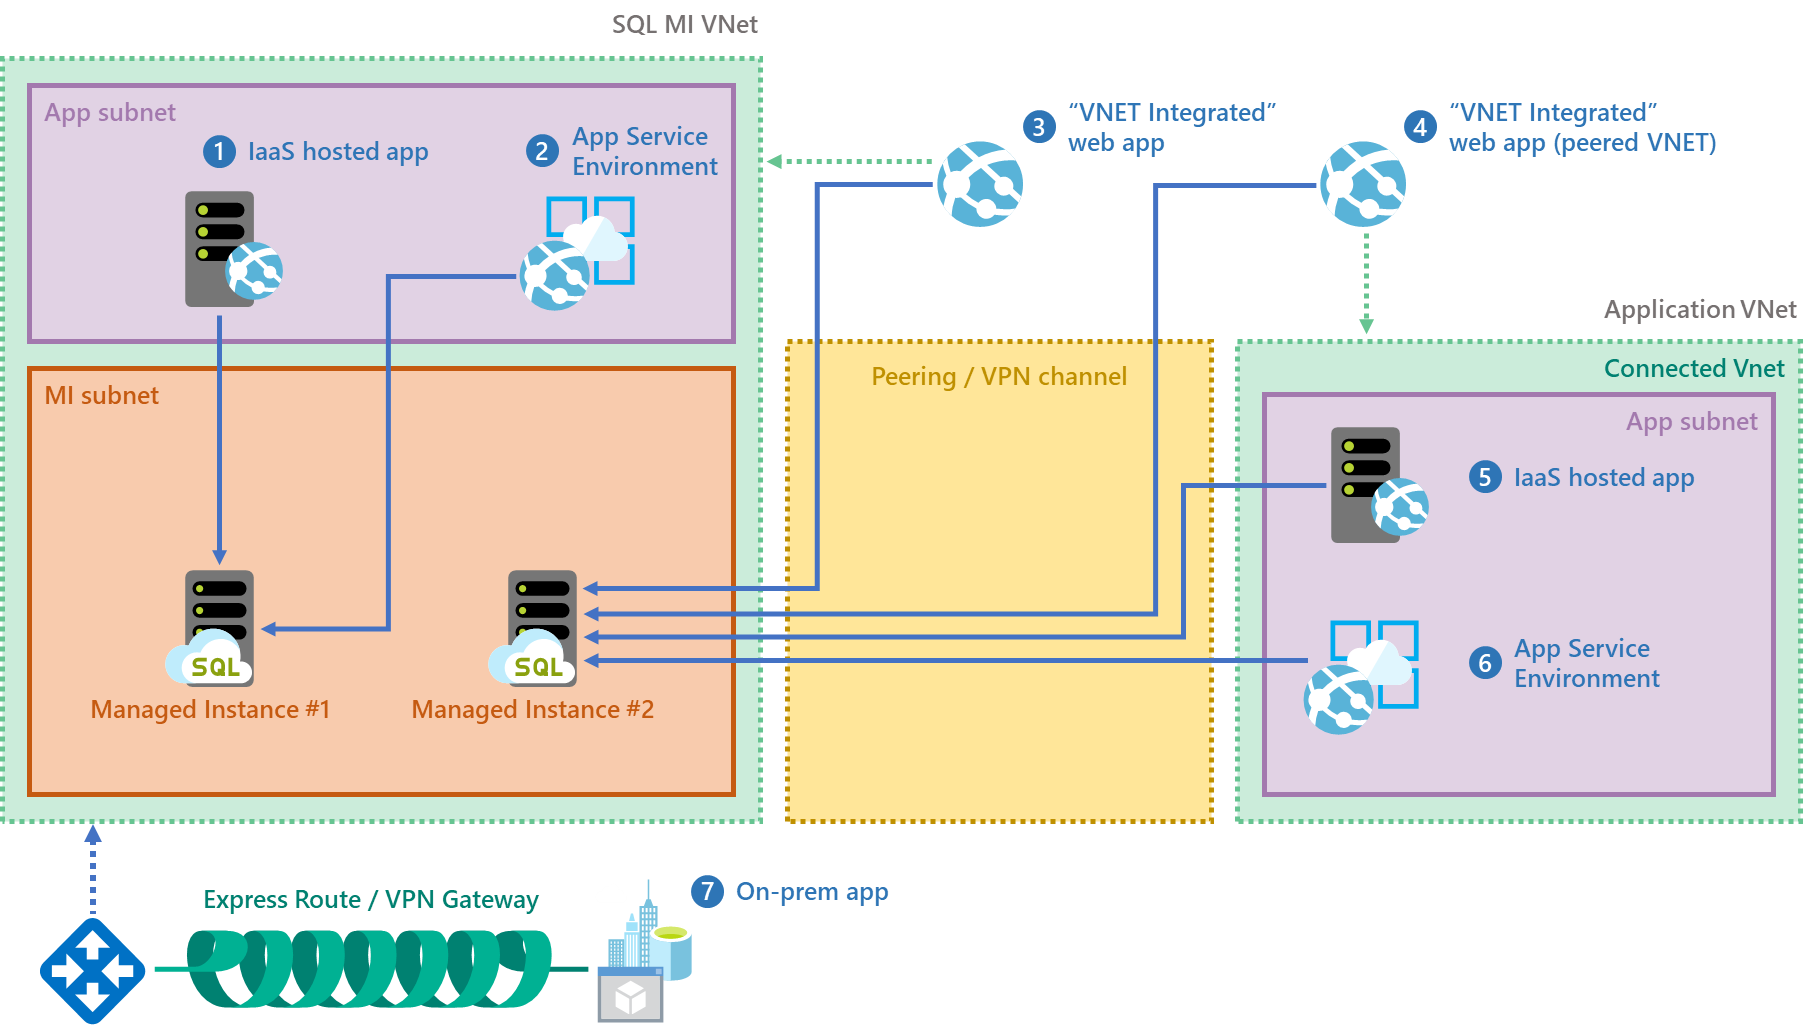 SQL MI VNet
App subnet
1 IaaS hosted app
2 App Service
Environment
3 “VNET Integrated”
web app
4 “VNET Integrated”
web app (peered VNET)
MI subnet
SQL
Managed Instance #1
SQL
Managed Instance #2
Peering / VPN channel
Application VNet
Connected Vnet
App subnet
5 IaaS hosted app
6 App Service
Environment
Express Route / VPN Gateway
7 On-prem app